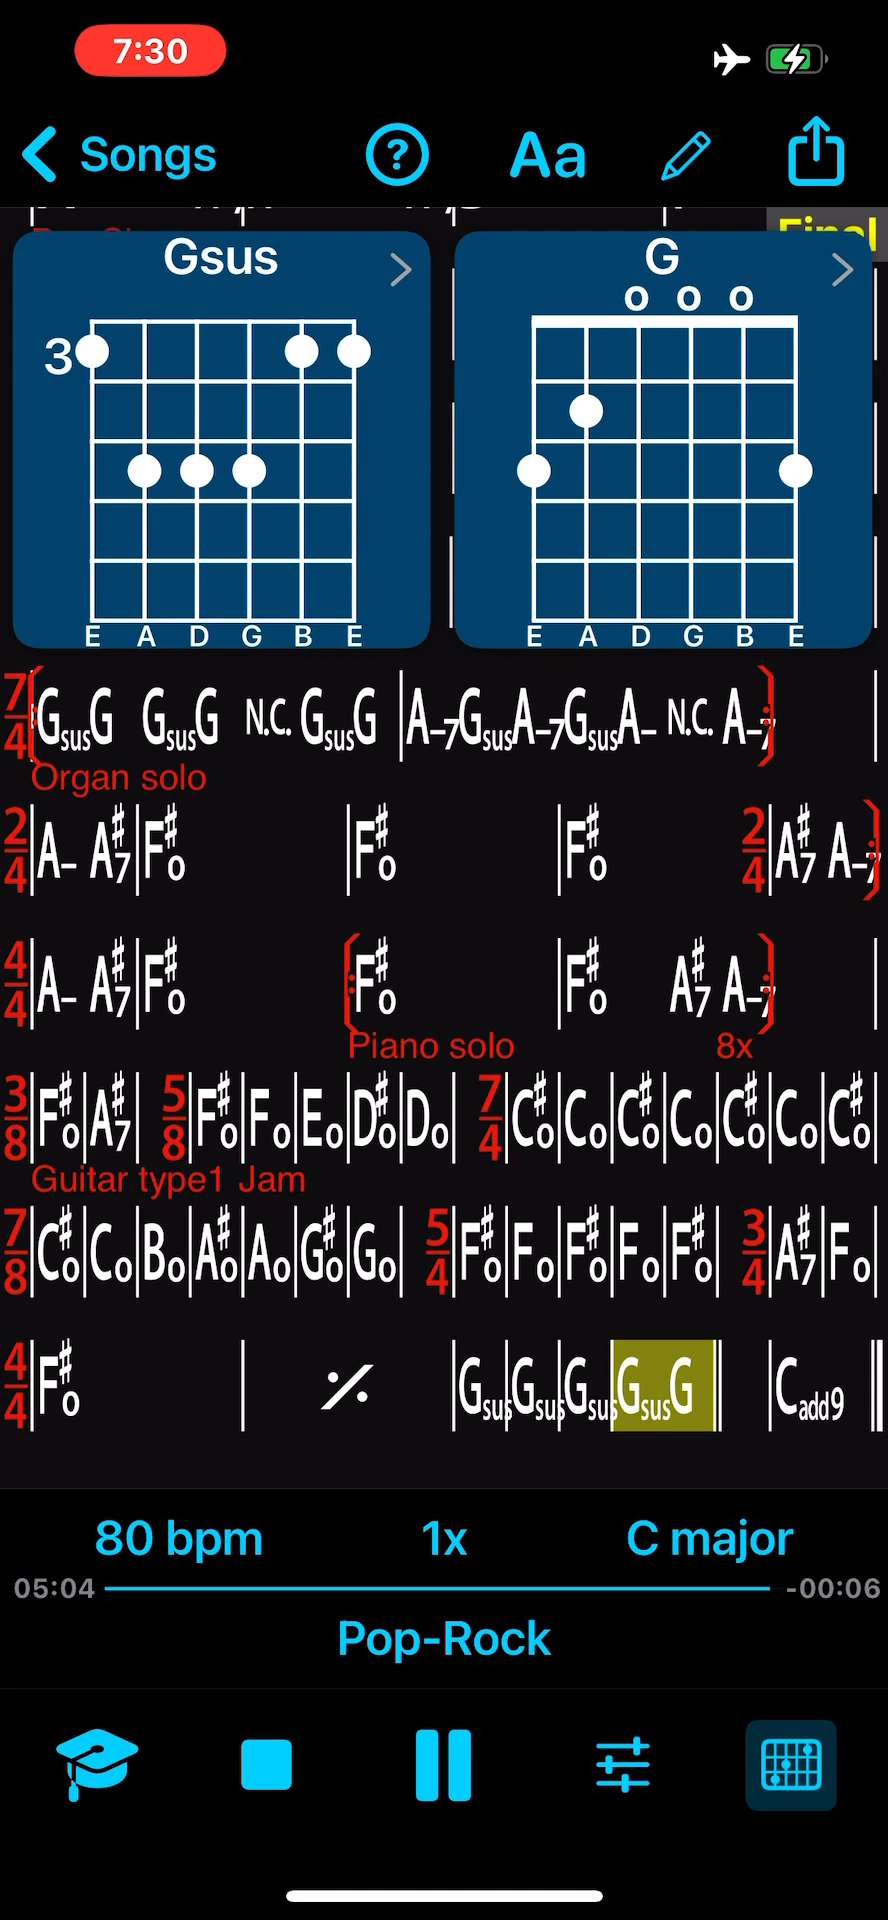 7:30
Songs ? Aa
Final
Gsus
G
o o o
3
E A D G B E
E A D G B E
7/4 GsusG GsusG N.C. GsusG A–7GsusA–7GsusA– N.C. A–7
Organ solo
2/4 A– A♯7 F♯o F♯o F♯o 2/4 A♯7 A–7
4/4 A– A♯7 F♯o F♯o F♯o A♯7 A–7
Piano solo 8x
3/8 F♯o A♯7 5/8 F♯o Fo Eo D♯o Do 7/4 C♯o Co C♯o Co C♯o Co C♯o
Guitar type1 Jam
7/8 C♯o Co Bo A♯o Ao G♯o Go 5/4 F♯o Fo F♯o Fo F♯o 3/4 A♯7 Fo
4/4 F♯o Gsus Gsus Gsus GsusG Cadd9
80 bpm 1x C major
05:04 -00:06
Pop-Rock